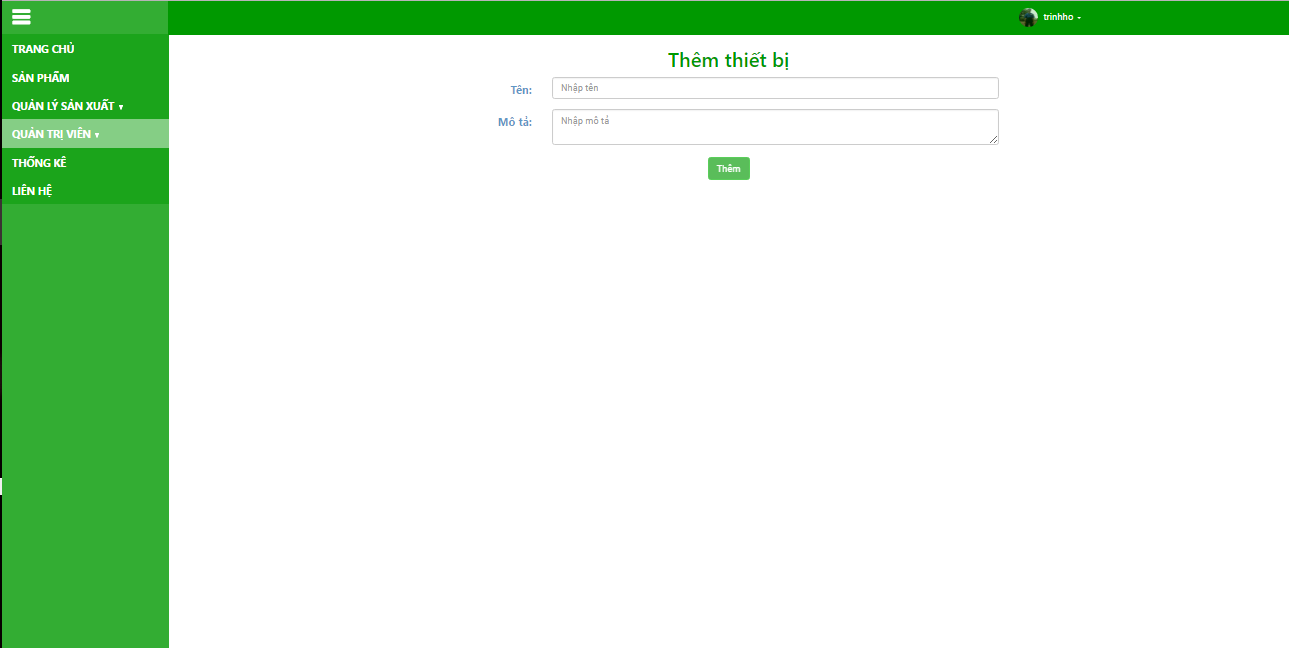 trinhho
TRANG CHỦ
SẢN PHẨM
QUẢN LÝ SẢN XUẤT ▾
QUẢN TRỊ VIÊN ▾
THỐNG KÊ
LIÊN HỆ
Thêm thiết bị
Tên: Nhập tên
Mô tả: Nhập mô tả
Thêm